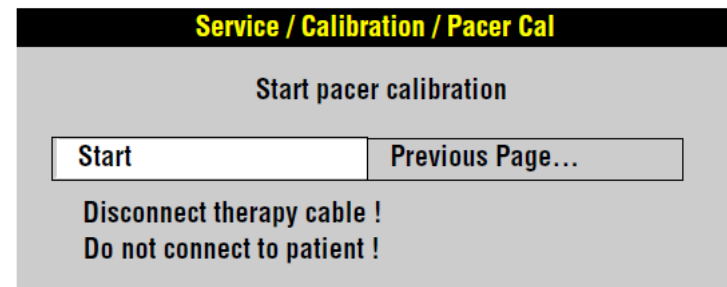 Service / Calibration / Pacer Cal
Start pacer calibration
Start
Previous Page...
Disconnect therapy cable !
Do not connect to patient !